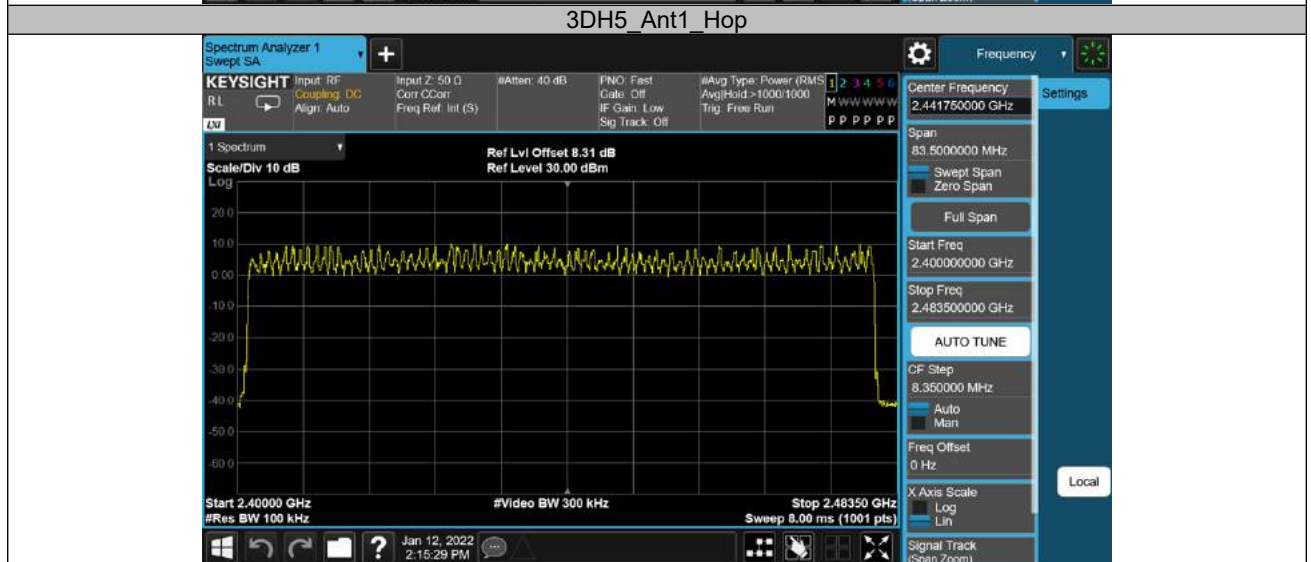 3DH5_Ant1_Hop
Spectrum Analyzer 1
Swept SA
+
Frequency
KEYSIGHT
RL
LXI
Input: RF
Coupling: DC
Align: Auto
Input Z: 50 Ω
Corr CCorr
Freq Ref: Int (S)
#Atten: 40 dB
PNO: Fast
Gate: Off
IF Gain: Low
Sig Track: Off
#Avg Type: Power (RMS
Avg|Hold:>1000/1000
Trig: Free Run
1 2 3 4 5 6
M W W W W W
P P P P P P
Center Frequency
2.441750000 GHz
Settings
Span
83.5000000 MHz
Swept Span
Zero Span
Full Span
Start Freq
2.400000000 GHz
Stop Freq
2.483500000 GHz
AUTO TUNE
CF Step
8.350000 MHz
Auto
Man
Freq Offset
0 Hz
X Axis Scale
Log
Lin
Local
Signal Track
(Span Zoom)
1 Spectrum
Scale/Div 10 dB
Log
Ref Lvl Offset 8.31 dB
Ref Level 30.00 dBm
20.0
10.0
0.00
-10.0
-20.0
-30.0
-40.0
-50.0
-60.0
Start 2.40000 GHz
#Res BW 100 kHz
#Video BW 300 kHz
Stop 2.48350 GHz
Sweep 8.00 ms (1001 pts)
?
Jan 12, 2022
2:15:29 PM